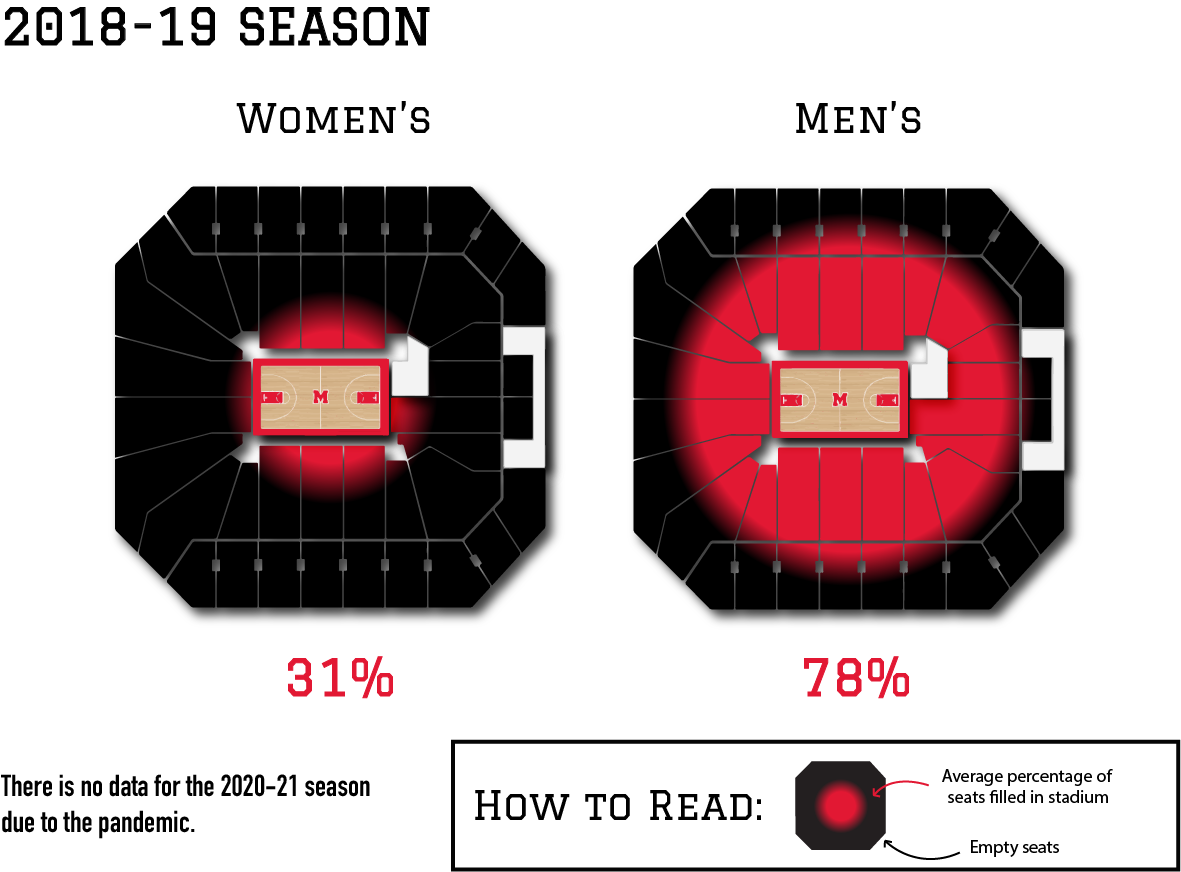 2018-19 SEASON
WOMEN'S
MEN'S
M
M
31%
78%
There is no data for the 2020-21 season
due to the pandemic.
HOW TO READ:
Average percentage of
seats filled in stadium
Empty seats